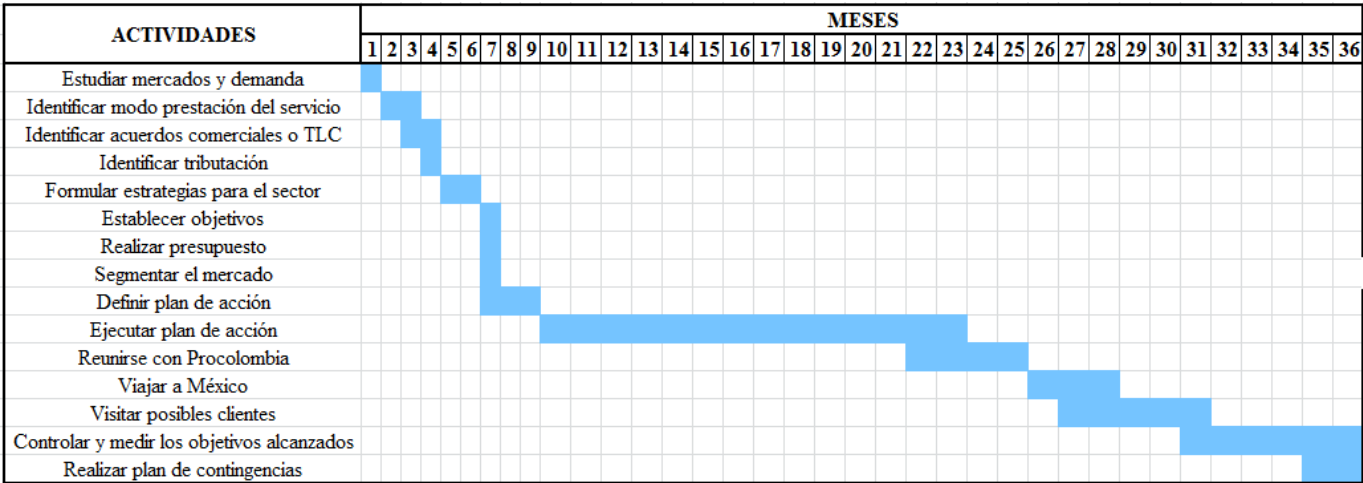 ACTIVIDADES
MESES
1 2 3 4 5 6 7 8 9 10 11 12 13 14 15 16 17 18 19 20 21 22 23 24 25 26 27 28 29 30 31 32 33 34 35 36
Estudiar mercados y demanda
Identificar modo prestación del servicio
Identificar acuerdos comerciales o TLC
Identificar tributación
Formular estrategias para el sector
Establecer objetivos
Realizar presupuesto
Segmentar el mercado
Definir plan de acción
Ejecutar plan de acción
Reunirse con Procolombia
Viajar a México
Visitar posibles clientes
Controlar y medir los objetivos alcanzados
Realizar plan de contingencias